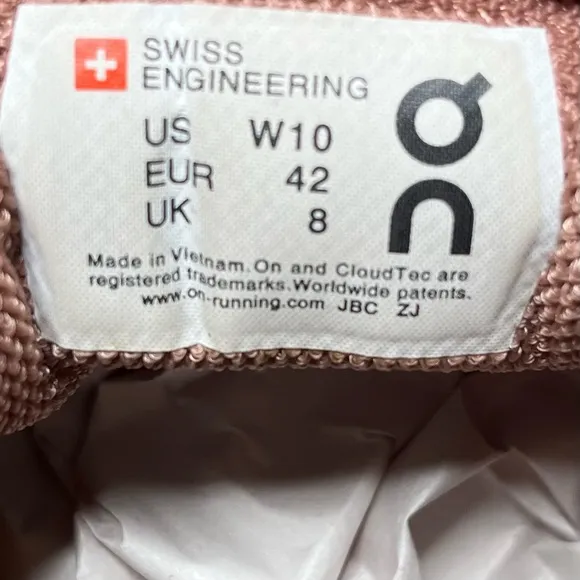 SWISS
ENGINEERING
US W10
EUR 42
UK 8
On
Made in Vietnam. On and CloudTec are
registered trademarks. Worldwide patents.
www.on-running.com JBC ZJ